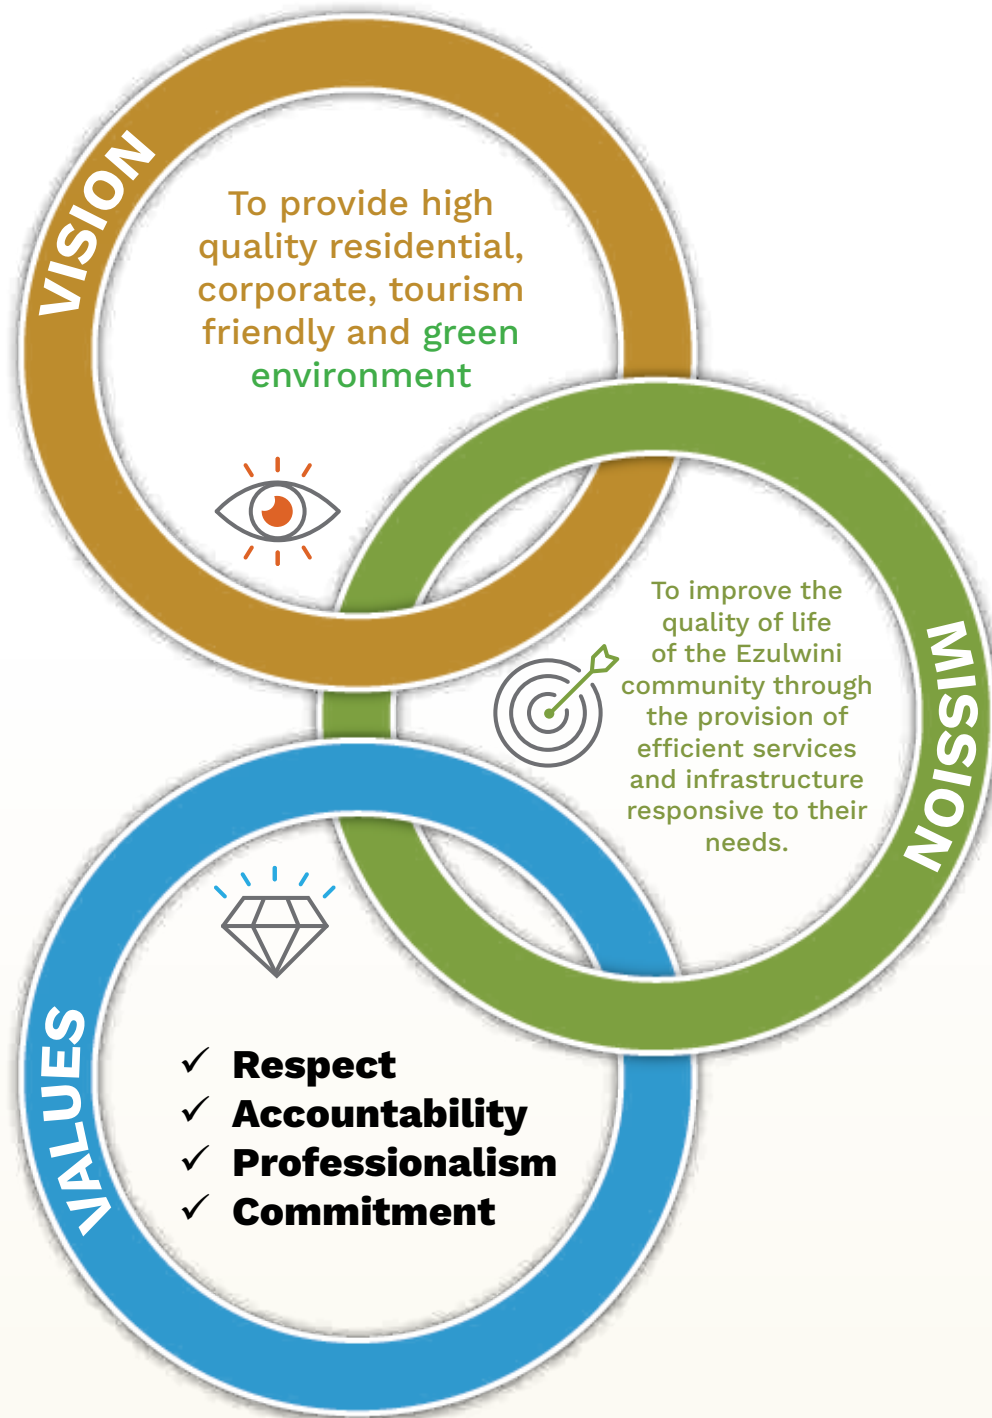 VISION
To provide high
quality residential,
corporate, tourism
friendly and green
environment
MISSION
To improve the
quality of life
of the Ezulwini
community through
the provision of
efficient services
and infrastructure
responsive to their
needs.
VALUES
✓ Respect
✓ Accountability
✓ Professionalism
✓ Commitment